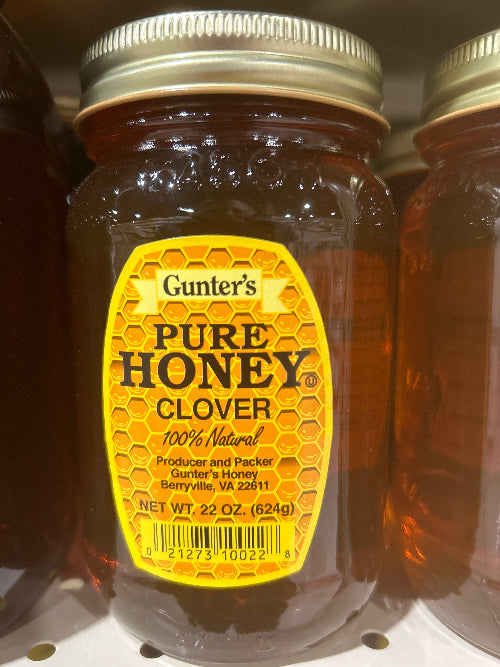 Gunter's
PURE
HONEY
U
CLOVER
100% Natural
Producer and Packer
Gunter's Honey
Berryville, VA 22611
NET WT. 22 OZ. (624g)
0 21273 10022 8